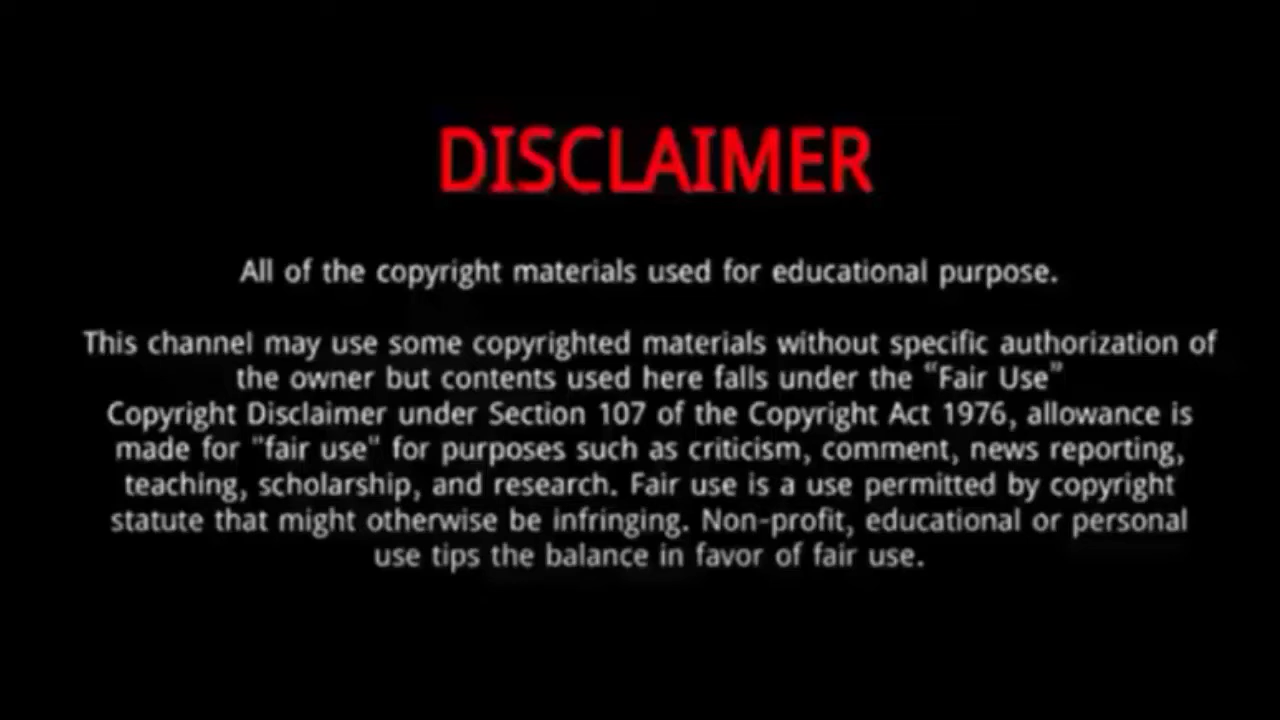 DISCLAIMER
All of the copyright materials used for educational purpose.
This channel may use some copyrighted materials without specific authorization of
the owner but contents used here falls under the “Fair Use”
Copyright Disclaimer under Section 107 of the Copyright Act 1976, allowance is
made for "fair use" for purposes such as criticism, comment, news reporting,
teaching, scholarship, and research. Fair use is a use permitted by copyright
statute that might otherwise be infringing. Non-profit, educational or personal
use tips the balance in favor of fair use.